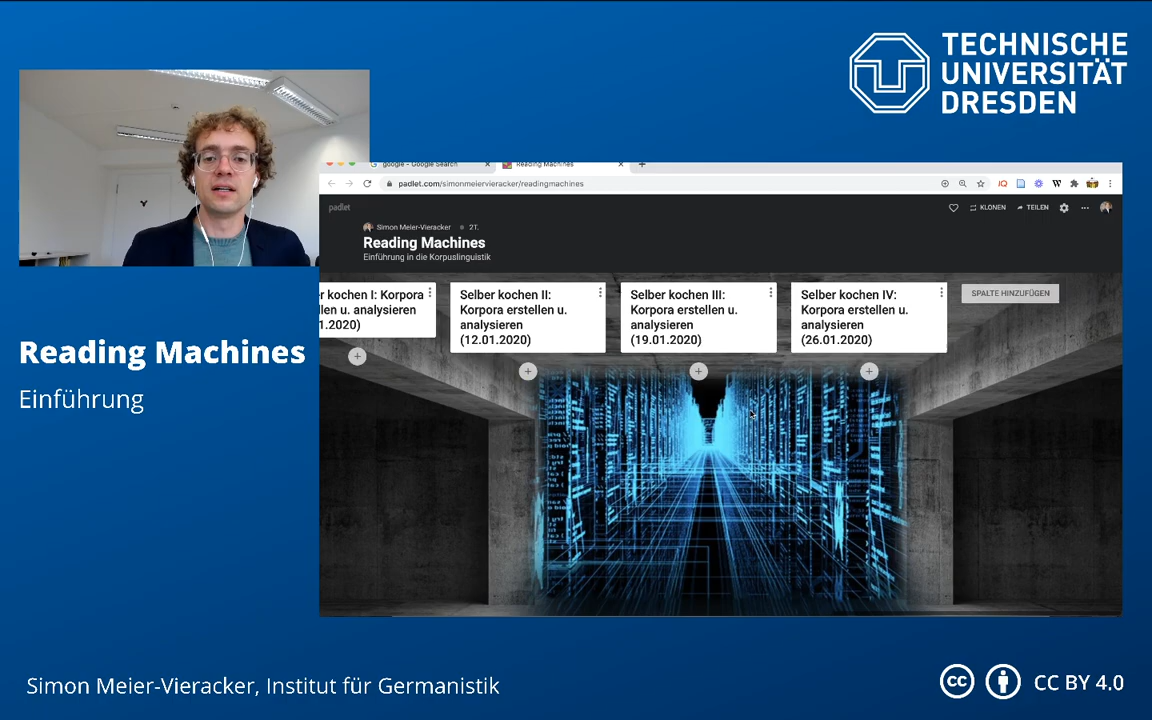 TECHNISCHE
UNIVERSITÄT
DRESDEN
google - Google Search
Reading Machines
padlet.com/simonmeiervieracker/readingmachines
padlet
KLONEN
TEILEN
Simon Meier-Vieracker
2T.
Reading Machines
Einführung in die Korpuslinguistik
r kochen I: Korpora
llen u. analysieren
1.2020)
Selber kochen II:
Korpora erstellen u.
analysieren
(12.01.2020)
Selber kochen III:
Korpora erstellen u.
analysieren
(19.01.2020)
Selber kochen IV:
Korpora erstellen u.
analysieren
(26.01.2020)
SPALTE HINZUFÜGEN
Reading Machines
Einführung
Simon Meier-Vieracker, Institut für Germanistik
CC BY 4.0